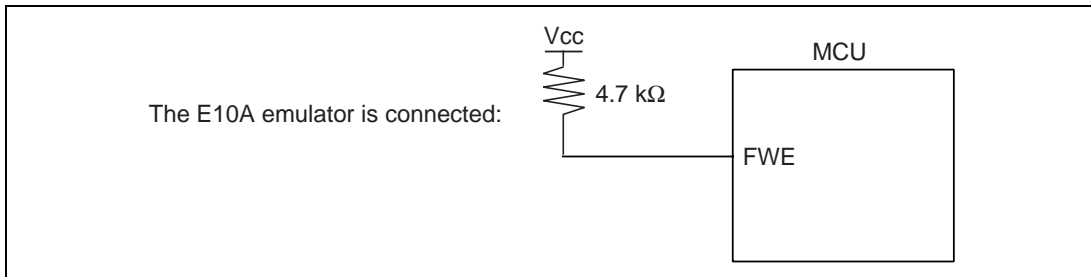 Vcc
MCU
4.7 kΩ
The E10A emulator is connected:
FWE